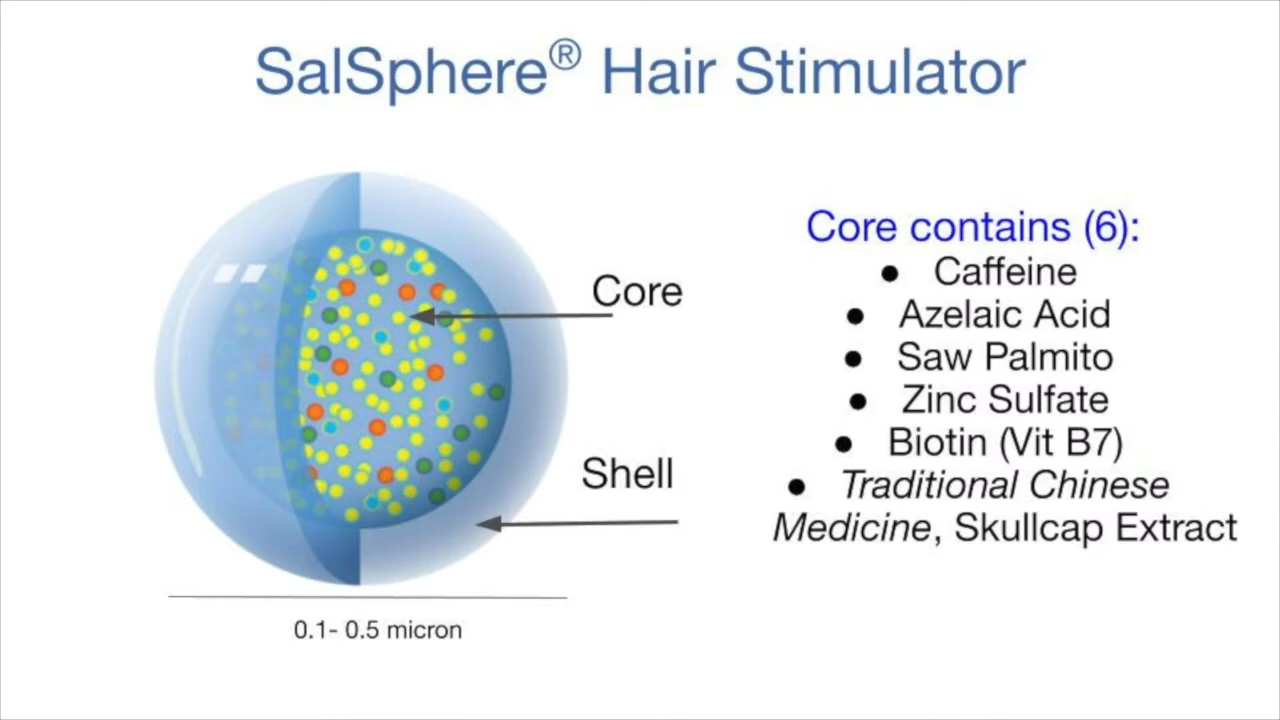 SalSphere® Hair Stimulator
Core contains (6):
● Caffeine
● Azelaic Acid
● Saw Palmito
● Zinc Sulfate
● Biotin (Vit B7)
● Traditional Chinese
Medicine, Skullcap Extract
Core
Shell
0.1- 0.5 micron